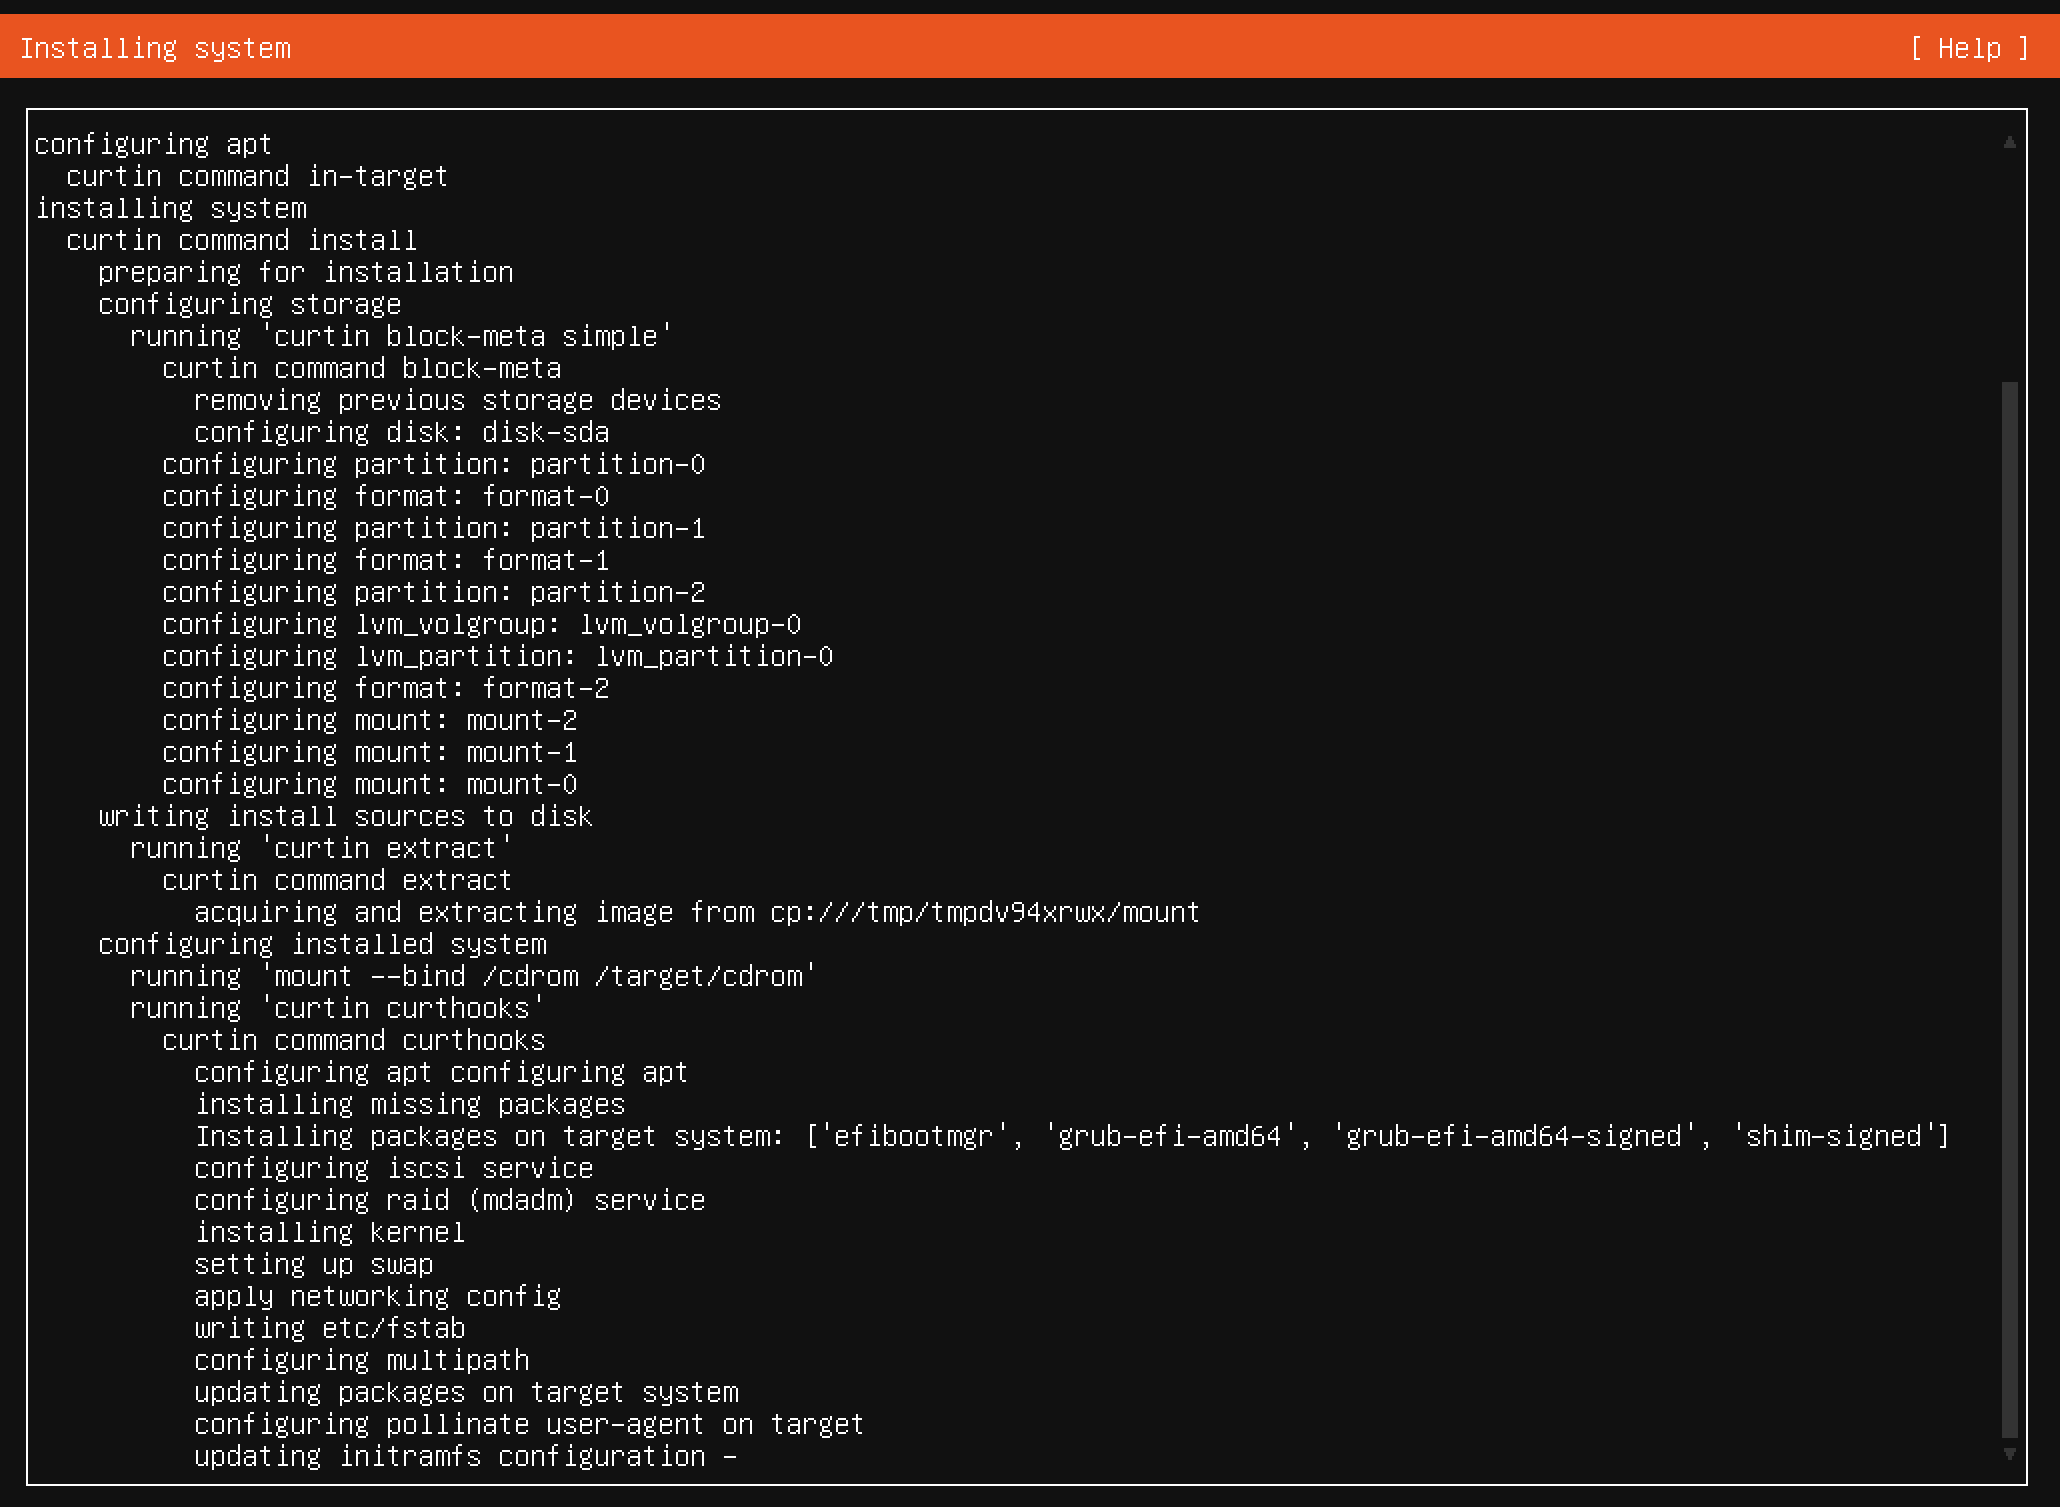 Installing system [ Help ]
configuring apt
curtin command in-target
installing system
curtin command install
preparing for installation
configuring storage
running 'curtin block-meta simple'
curtin command block-meta
removing previous storage devices
configuring disk: disk-sda
configuring partition: partition-0
configuring format: format-0
configuring partition: partition-1
configuring format: format-1
configuring partition: partition-2
configuring lvm_volgroup: lvm_volgroup-0
configuring lvm_partition: lvm_partition-0
configuring format: format-2
configuring mount: mount-2
configuring mount: mount-1
configuring mount: mount-0
writing install sources to disk
running 'curtin extract'
curtin command extract
acquiring and extracting image from cp:///tmp/tmpdv94xrwx/mount
configuring installed system
running 'mount --bind /cdrom /target/cdrom'
running 'curtin curthooks'
curtin command curthooks
configuring apt configuring apt
installing missing packages
Installing packages on target system: ['efibootmgr', 'grub-efi-amd64', 'grub-efi-amd64-signed', 'shim-signed']
configuring iscsi service
configuring raid (mdadm) service
installing kernel
setting up swap
apply networking config
writing etc/fstab
configuring multipath
updating packages on target system
configuring pollinate user-agent on target
updating initramfs configuration -